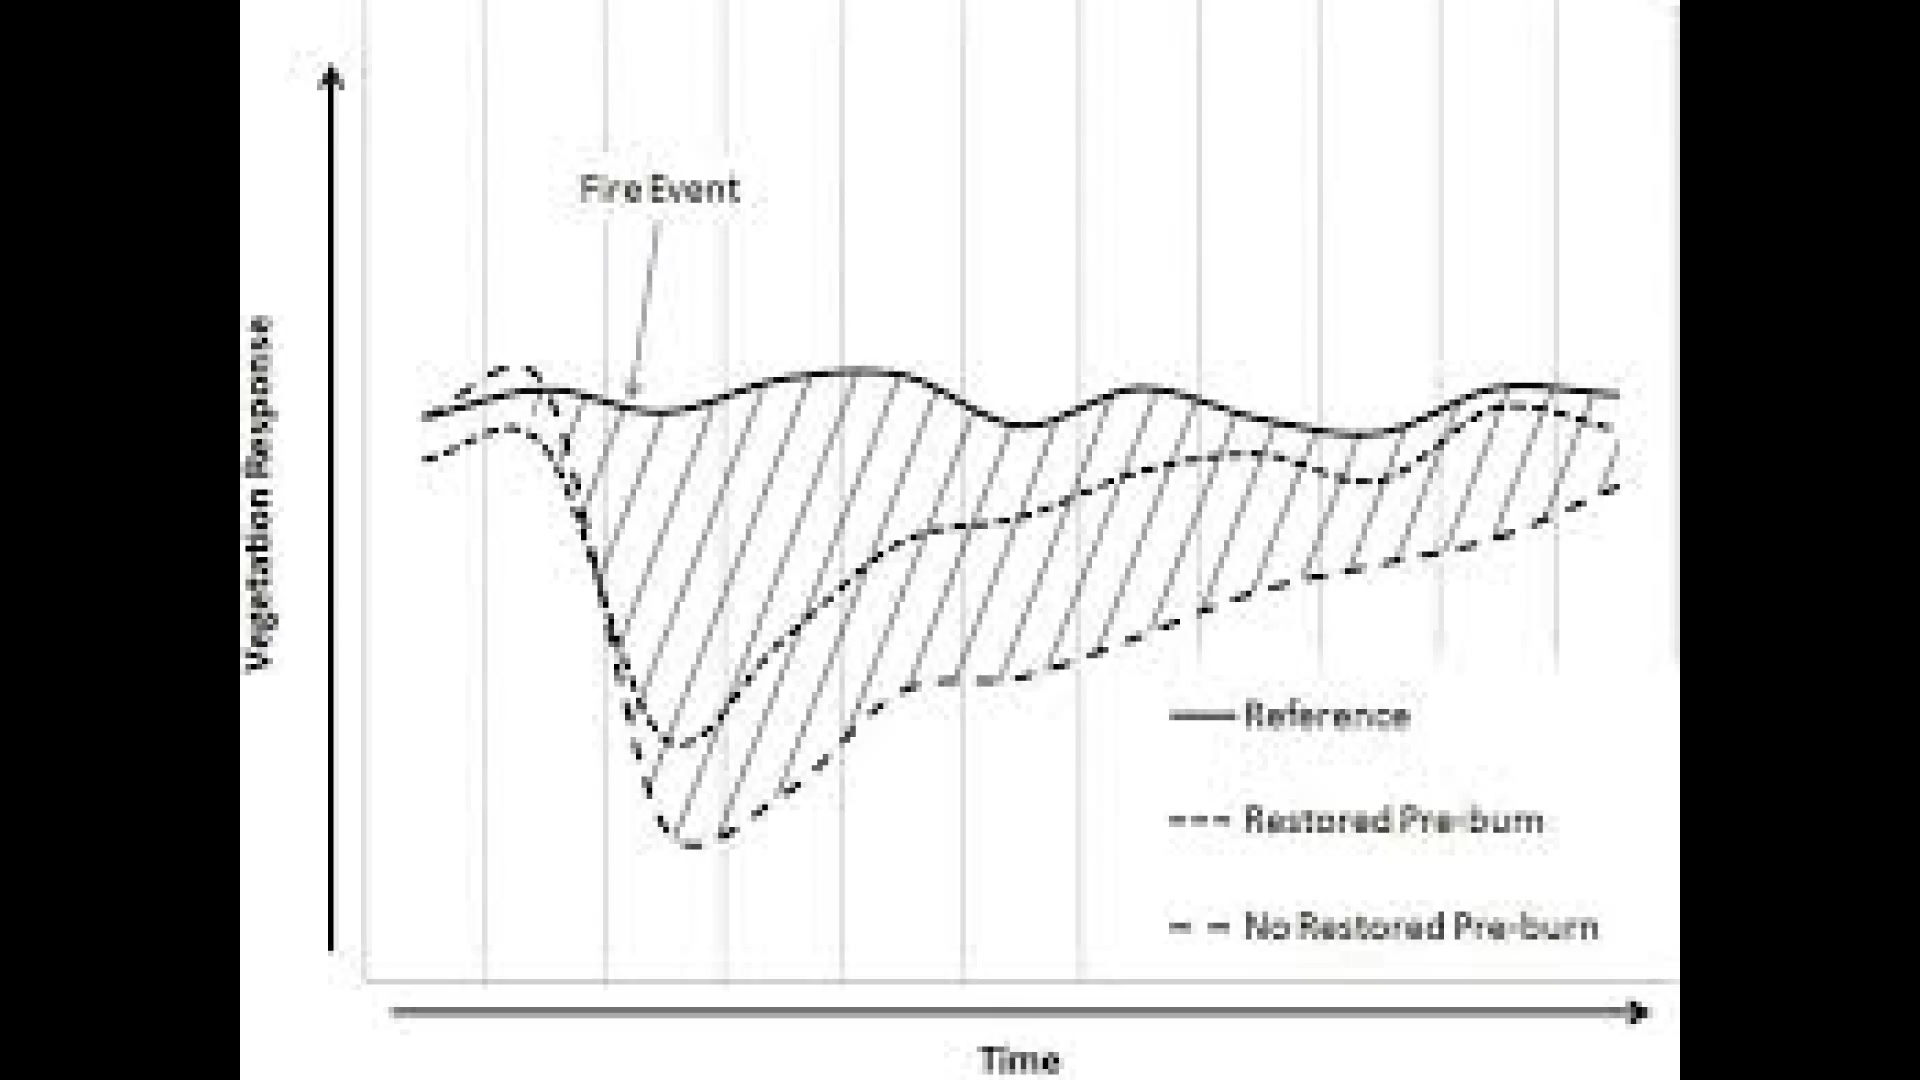 Fire Event
Vegetation Response
Reference
Restored Pre-burn
No Restored Pre-burn
Time